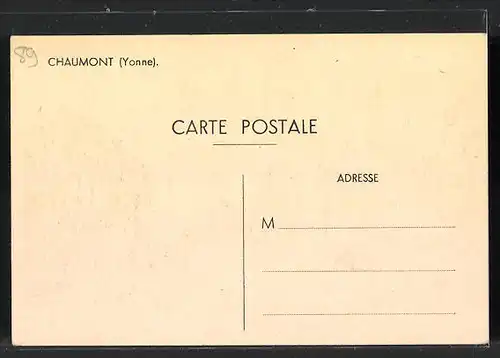 89
CHAUMONT (Yonne).
CARTE POSTALE
ADRESSE
M